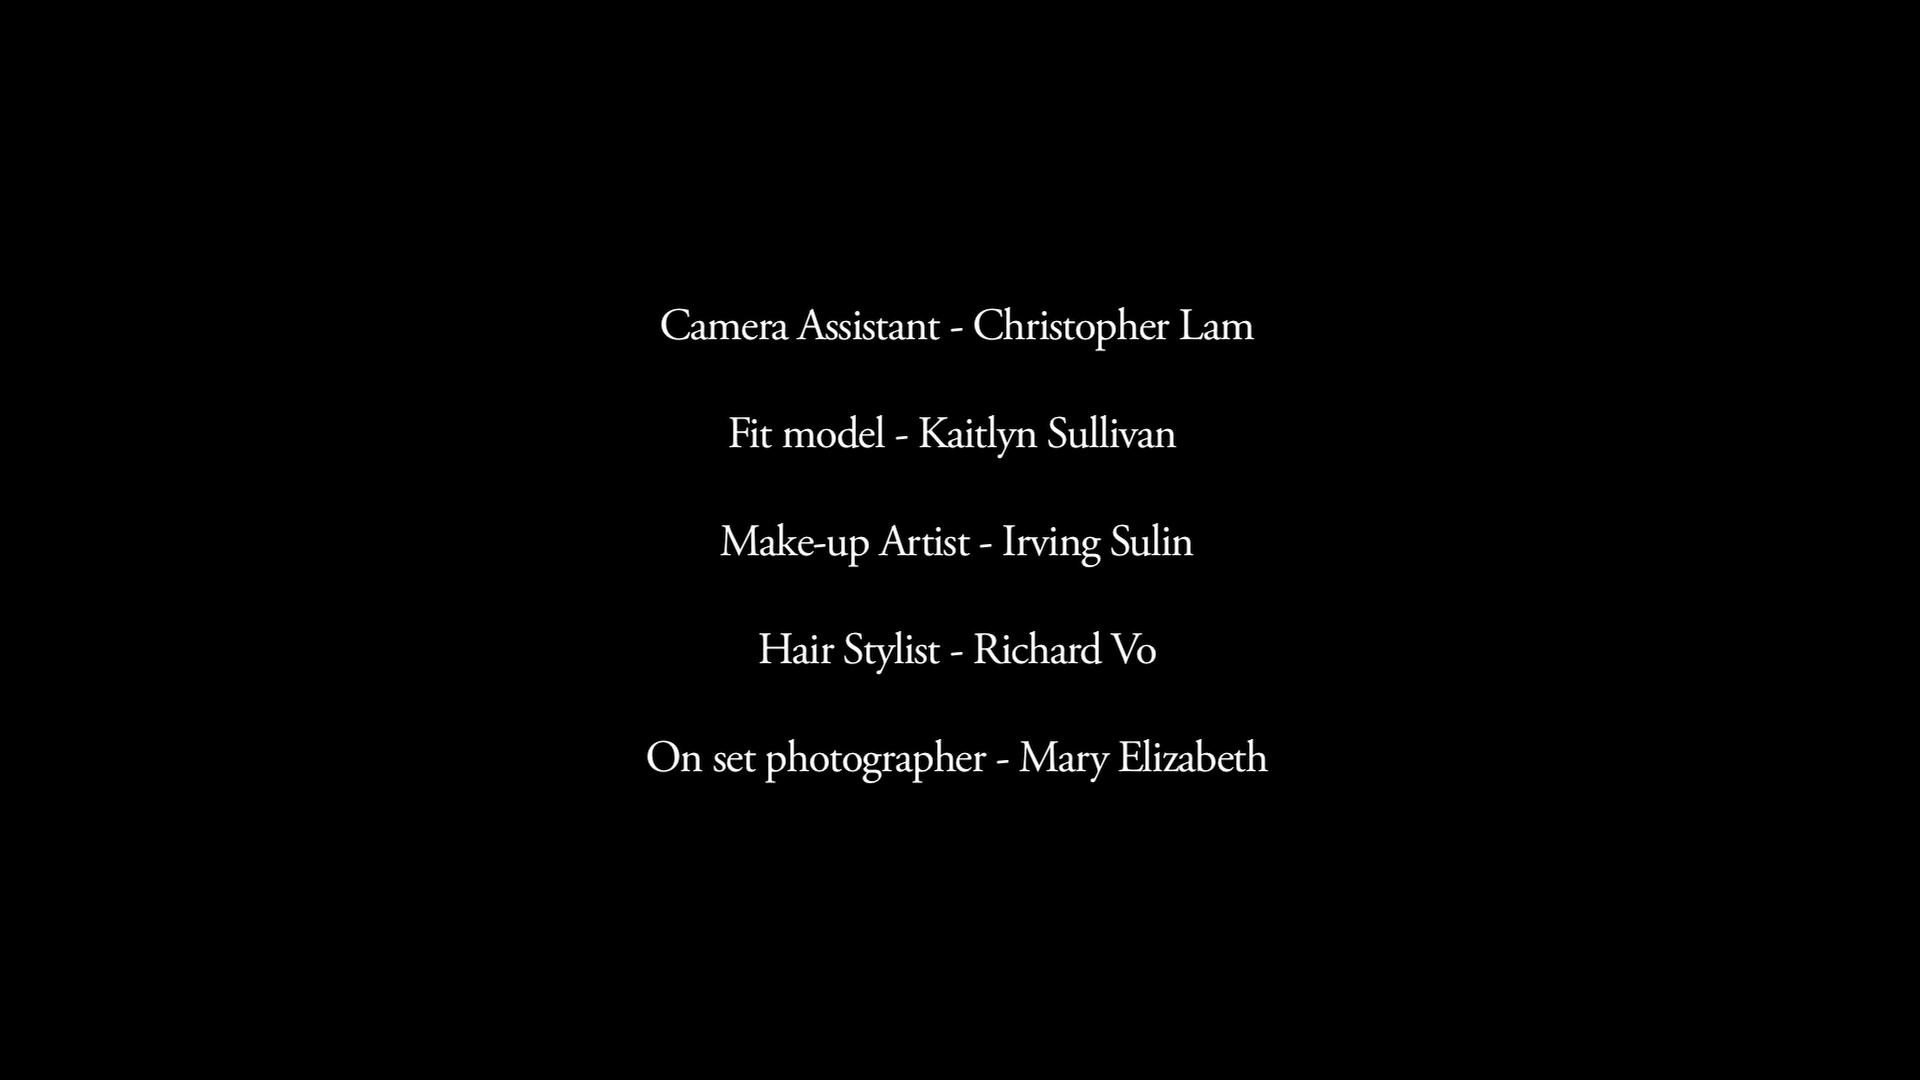 Camera Assistant - Christopher Lam
Fit model - Kaitlyn Sullivan
Make-up Artist - Irving Sulin
Hair Stylist - Richard Vo
On set photographer - Mary Elizabeth